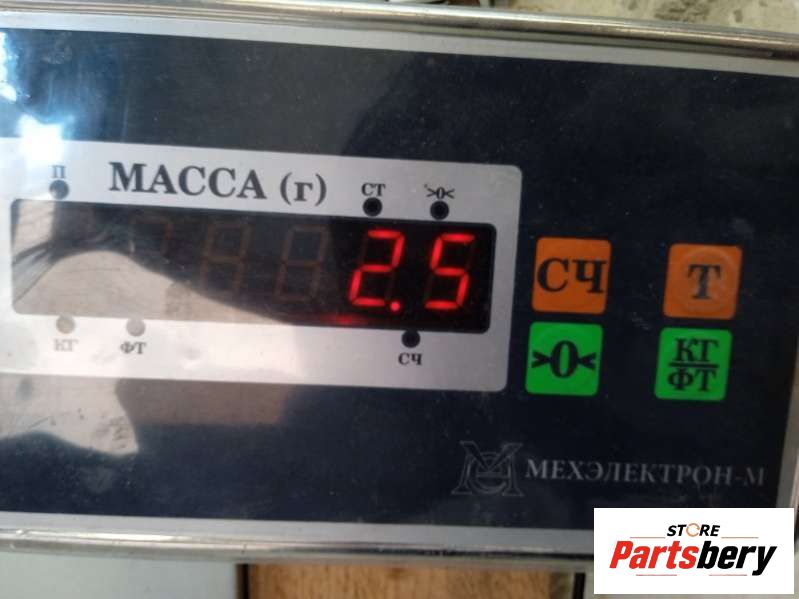 П
МАССА (г)
СТ
>0<
2.5
КГ
ФТ
СЧ
СЧ
Т
>0<
КГ
ФТ
МЕХЭЛЕКТРОН-М
STORE
Partsbery